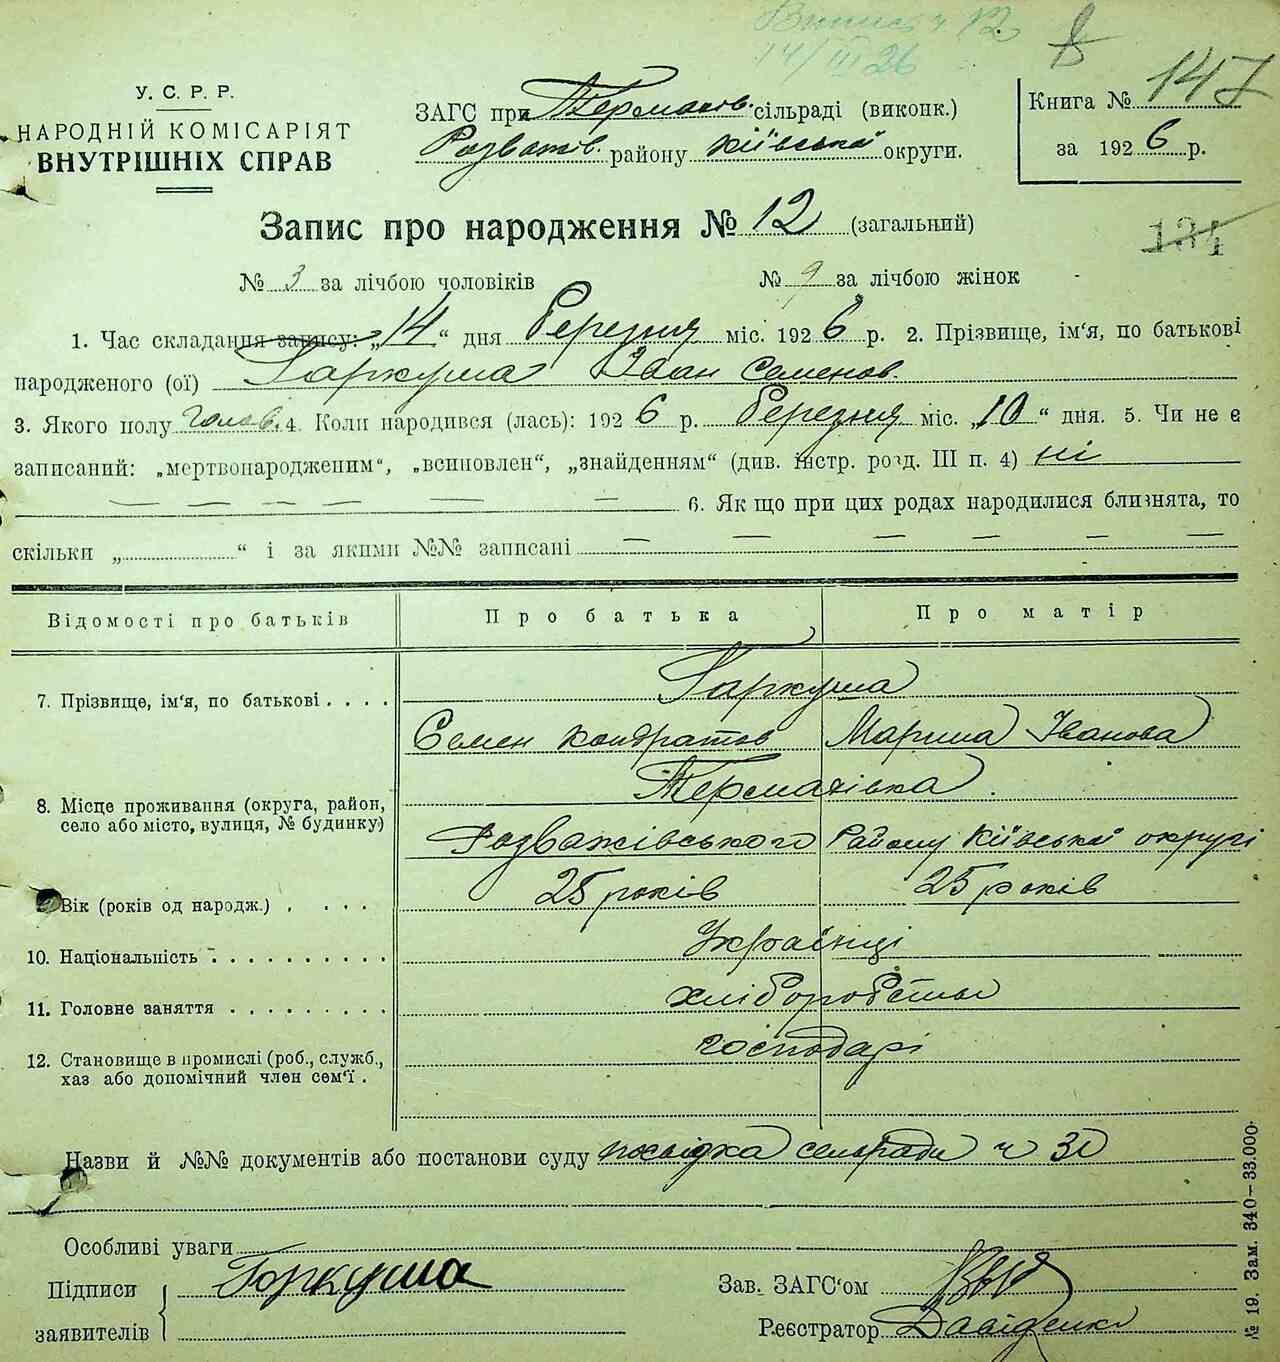 Випис ч 12
14/III 26
У. С. Р. Р.
НАРОДНІЙ КОМІСАРІЯТ
ВНУТРІШНІХ СПРАВ
ЗАГС при Термахів. сільраді (виконк.)
Розважів. району Київської округи.
Книга № 147
за 1926 р.
Запис про народження № 12 (загальний)
134
№ 3 за лічбою чоловіків № 9 за лічбою жінок
1. Час складання запису: „14“ дня Березня міс. 1926 р. 2. Прізвище, ім'я, по батькові
народженого (ої) Гаркуша Іван Семенов.
3. Якого полу чолов. 4. Коли народився (лась): 1926 р. Березня міс. „10“ дня. 5. Чи не є
записаний: „мертвонародженим“, „всиновлен“, „знайденням“ (див. інстр. розд. III п. 4) ні
6. Як що при цих родах народилися близнята, то
скільки „ “ і за якими №№ записані
Відомості про батьків Про батька Про матір
7. Прізвище, ім'я, по батькові . . . . Гаркуша
Семен Кондратов Марина Іванова
8. Місце проживання (округа, район, Термахівка
село або місто, вулиця, № будинку) Розважівського Району Київської округи
Вік (років од народж.) . . . . 25 років 25 років
10. Національність . . . . . . . . . . Українці
11. Головне заняття . . . . . . . . . хліборобство
12. Становище в промислі (роб., служб., господарі
хаз або допомічний член сем'ї .
Назви й №№ документів або постанови суду посвідка сельради ч 30
Особливі уваги
Підписи Гаркуша Зав. ЗАГС'ом
заявителів Реєстратор Давіденко
№ 19. Зам. 340–33.000.